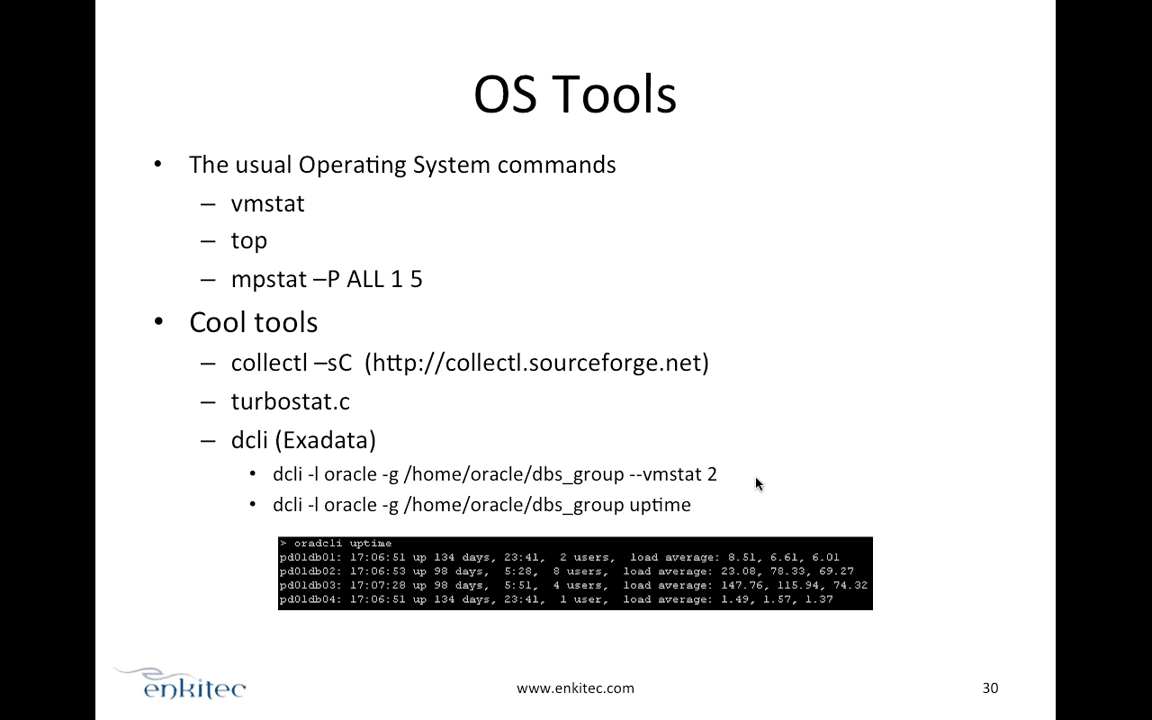 OS Tools
• The usual Operating System commands
– vmstat
– top
– mpstat –P ALL 1 5
• Cool tools
– collectl –sC (http://collectl.sourceforge.net)
– turbostat.c
– dcli (Exadata)
• dcli -l oracle -g /home/oracle/dbs_group --vmstat 2
• dcli -l oracle -g /home/oracle/dbs_group uptime
> oradcli uptime
pd01db01: 17:06:51 up 134 days, 23:41, 2 users, load average: 8.51, 6.61, 6.01
pd01db02: 17:06:53 up 98 days, 5:28, 8 users, load average: 23.08, 78.33, 69.27
pd01db03: 17:07:28 up 98 days, 5:51, 4 users, load average: 147.76, 115.94, 74.32
pd01db04: 17:06:51 up 134 days, 23:41, 1 user, load average: 1.49, 1.57, 1.37
enkitec
www.enkitec.com
30